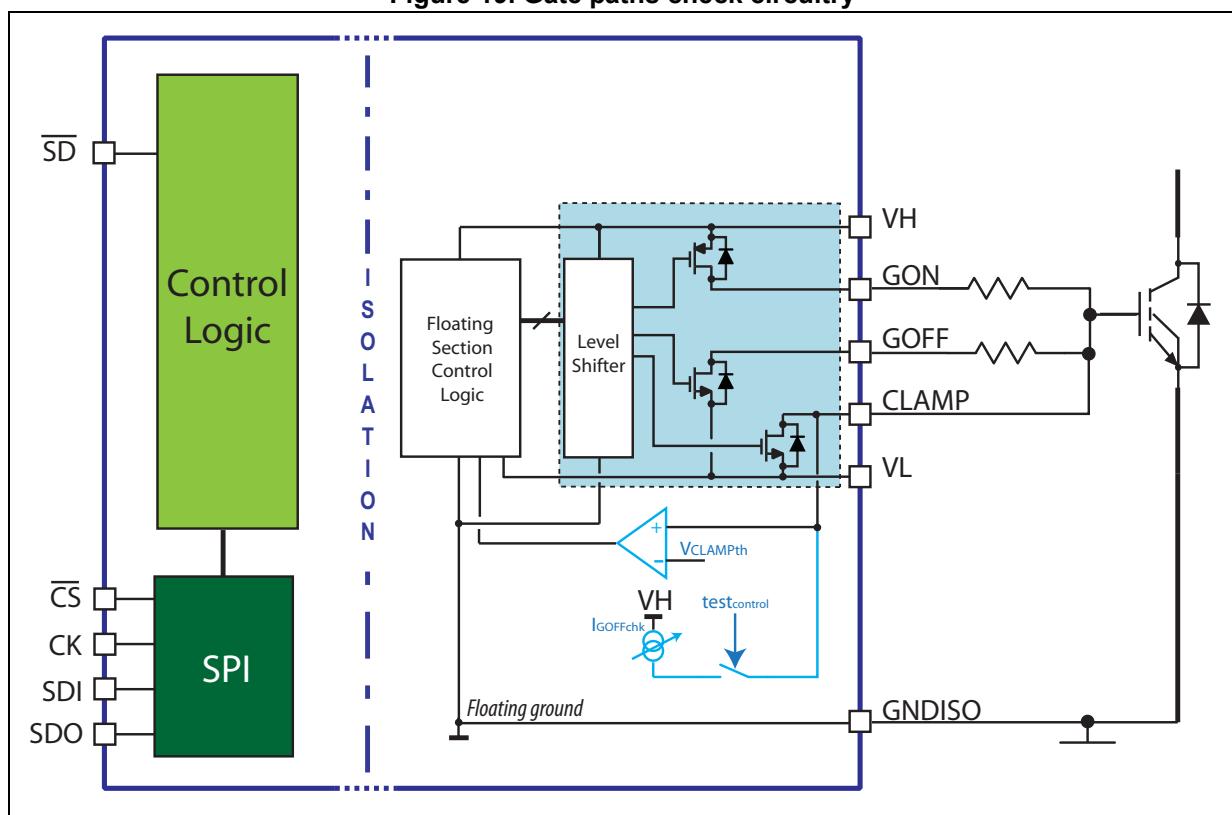 Figure 10. Gate paths check circuitry
SD
Control
Logic
CS
CK
SDI
SDO
SPI
ISOLATION
Floating
Section
Control
Logic
Level
Shifter
VH
GON
GOFF
CLAMP
VL
+
−
VCLAMPth
VH
IGOFFchk
testcontrol
Floating ground
GNDISO